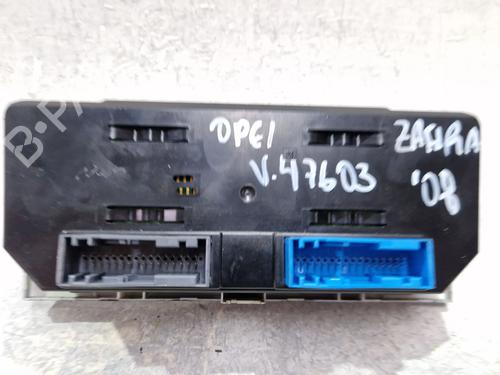 OPEl
ZAFIRA
V.47603
'08